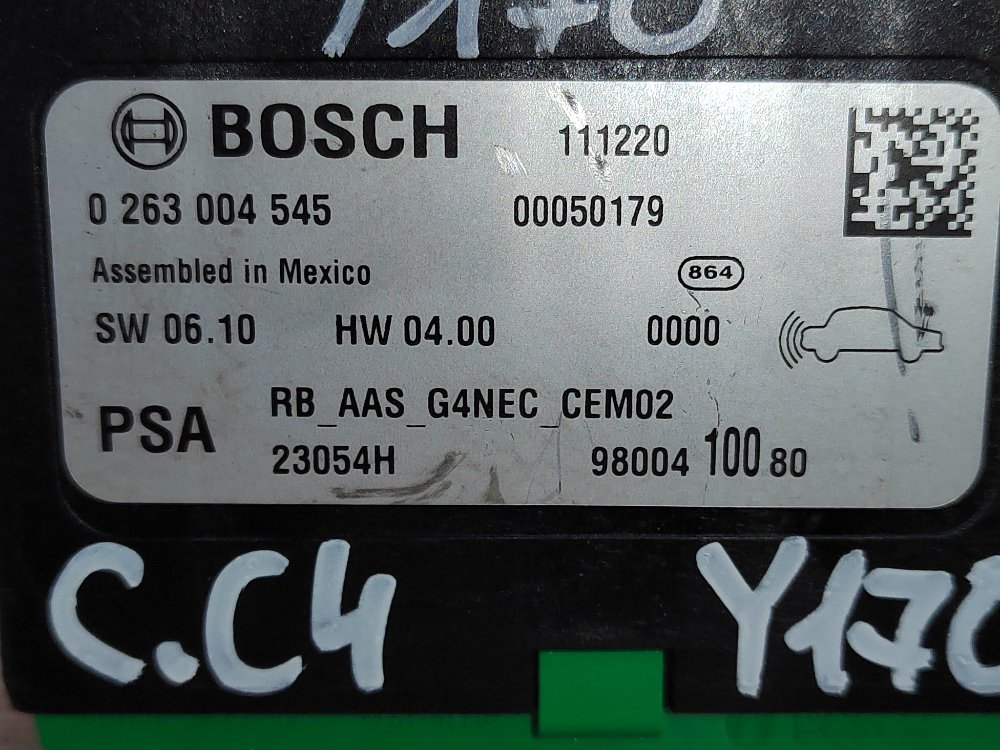 Y170
BOSCH 111220
0 263 004 545 00050179
Assembled in Mexico 864
SW 06.10 HW 04.00 0000
PSA
RB_AAS_G4NEC_CEM02
23054H 98004 100 80
C.C4 Y170